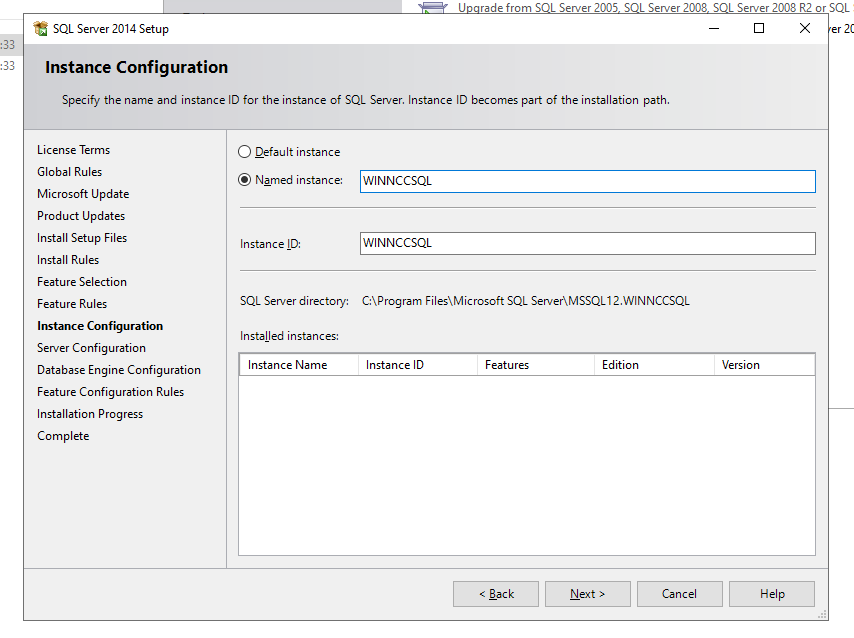 Upgrade from SQL Server 2005, SQL Server 2008, SQL Server 2008 R2 or SQL S
SQL Server 2014 Setup
ver 20
:33
:33
Instance Configuration
Specify the name and instance ID for the instance of SQL Server. Instance ID becomes part of the installation path.
License Terms
Global Rules
Microsoft Update
Product Updates
Install Setup Files
Install Rules
Feature Selection
Feature Rules
Instance Configuration
Server Configuration
Database Engine Configuration
Feature Configuration Rules
Installation Progress
Complete
Default instance
Named instance: WINNCCSQL
Instance ID: WINNCCSQL
SQL Server directory: C:\Program Files\Microsoft SQL Server\MSSQL12.WINNCCSQL
Installed instances:
Instance Name Instance ID Features Edition Version
< Back Next > Cancel Help